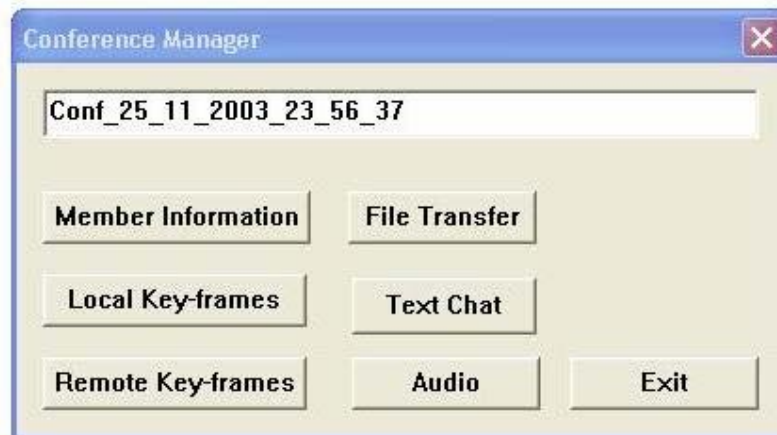 Conference Manager
Conf_25_11_2003_23_56_37
Member Information
File Transfer
Local Key-frames
Text Chat
Remote Key-frames
Audio
Exit